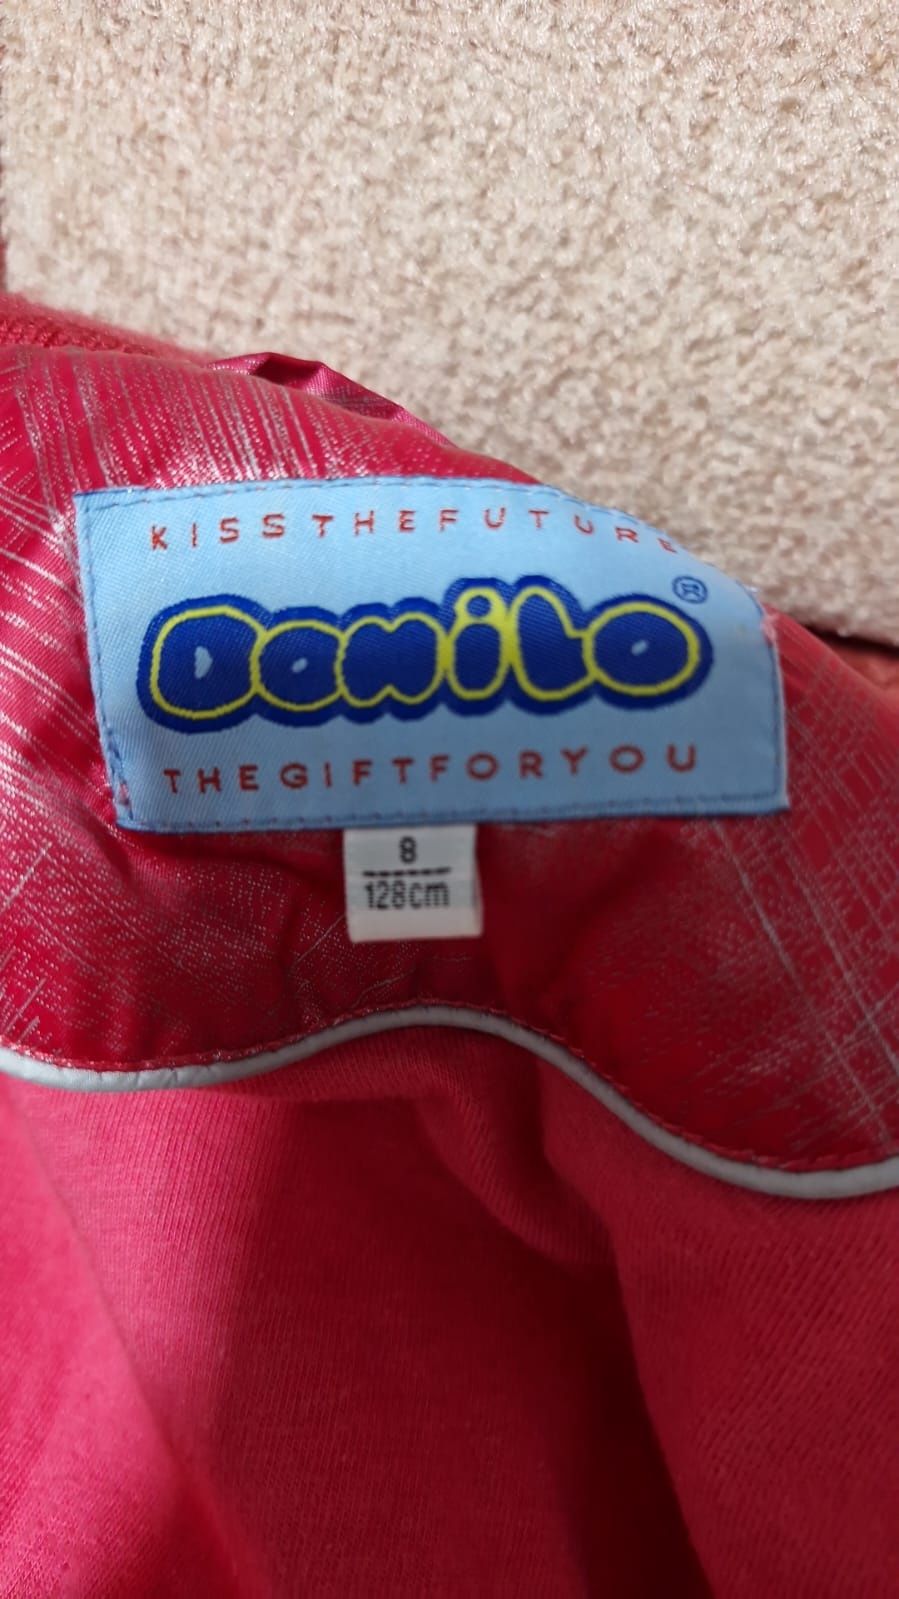 KISSTHEFUTURE
Danilo®
THEGIFTFORYOU
8
128cm